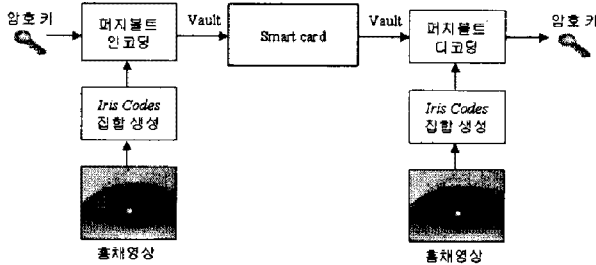 암호 키
퍼지볼트
인코딩
Vault
Smart card
Vault
퍼지볼트
디코딩
암호 키
Iris Codes
집합 생성
Iris Codes
집합 생성
홍채영상
홍채영상